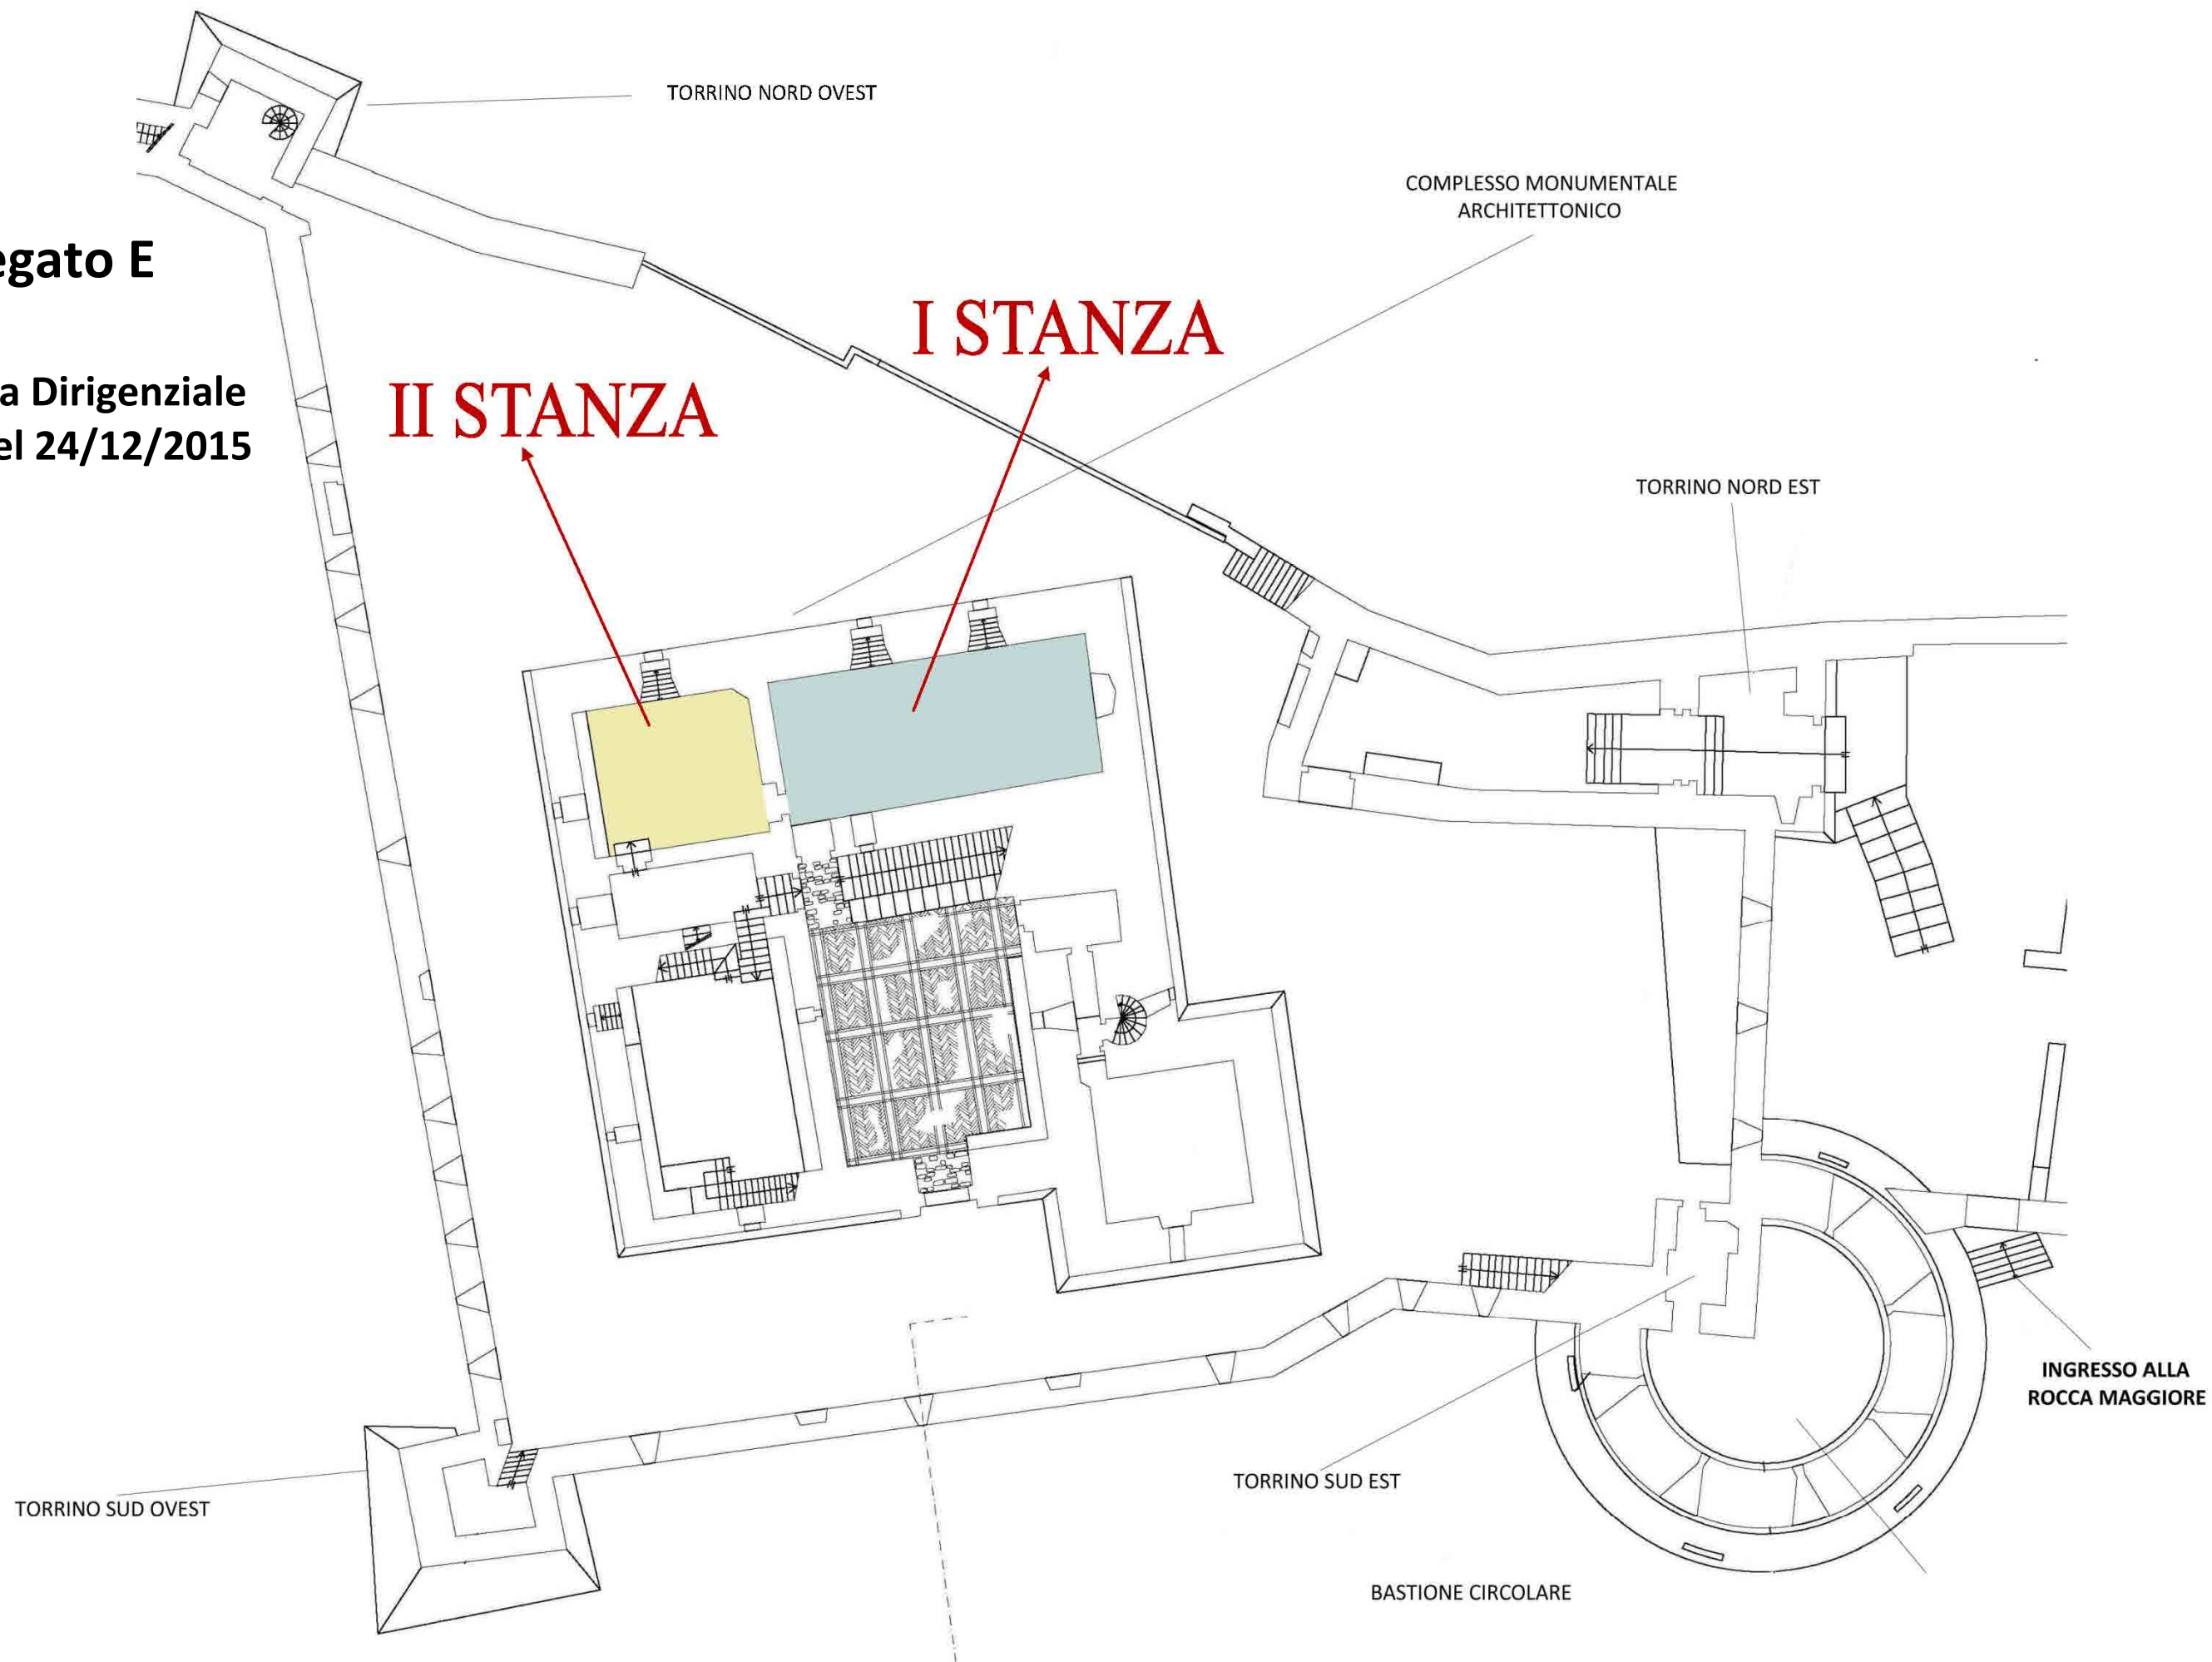 TORRINO NORD OVEST
COMPLESSO MONUMENTALE
ARCHITETTONICO
egato E
I STANZA
II STANZA
a Dirigenziale
el 24/12/2015
TORRINO NORD EST
INGRESSO ALLA
ROCCA MAGGIORE
TORRINO SUD EST
TORRINO SUD OVEST
BASTIONE CIRCOLARE